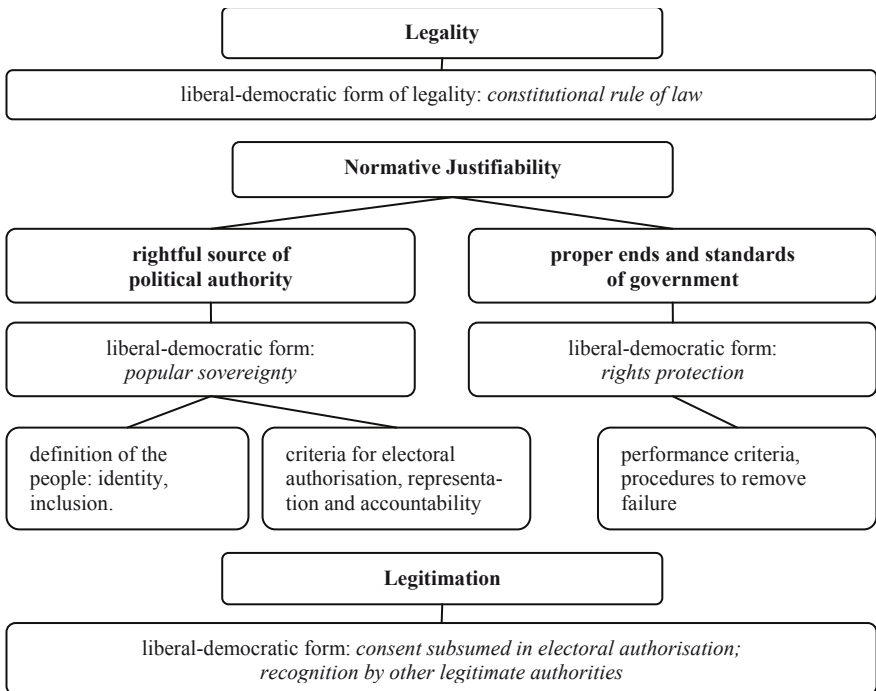 Legality
liberal-democratic form of legality: constitutional rule of law
Normative Justifiability
rightful source of
political authority
proper ends and standards
of government
liberal-democratic form:
popular sovereignty
liberal-democratic form:
rights protection
definition of the
people: identity,
inclusion.
criteria for electoral
authorisation, representa-
tion and accountability
performance criteria,
procedures to remove
failure
Legitimation
liberal-democratic form: consent subsumed in electoral authorisation;
recognition by other legitimate authorities